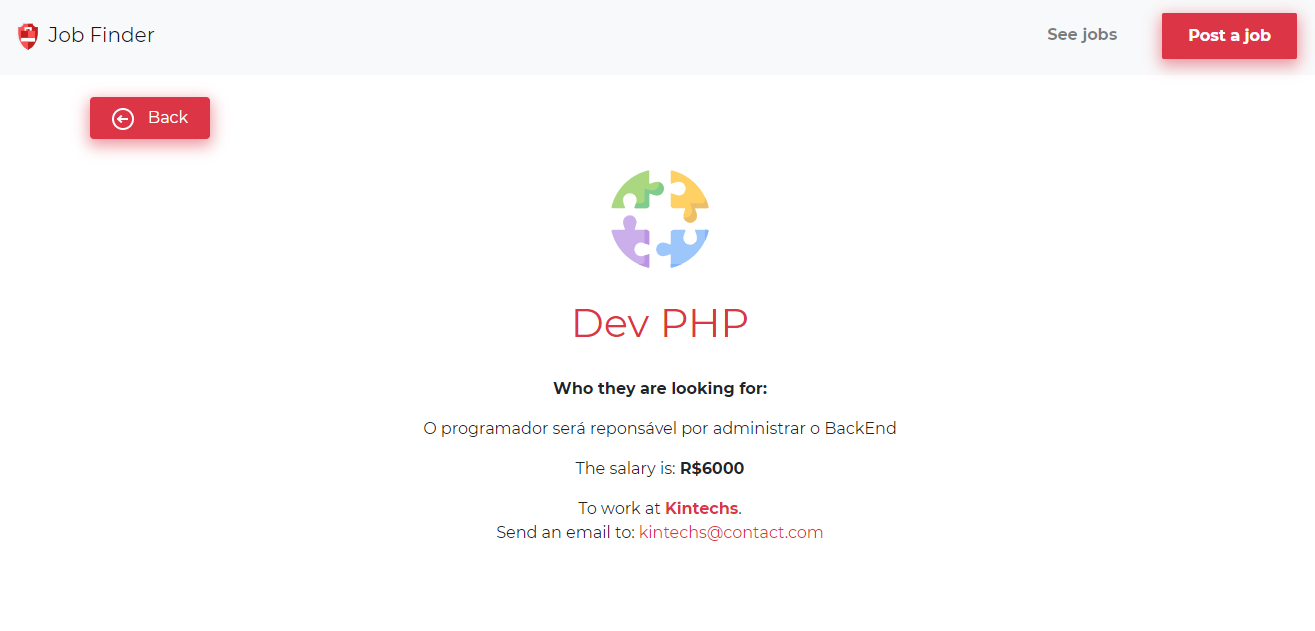 Job Finder
See jobs
Post a job
Back
Dev PHP
Who they are looking for:
O programador será reponsável por administrar o BackEnd
The salary is: R$6000
To work at Kintechs.
Send an email to: kintechs@contact.com